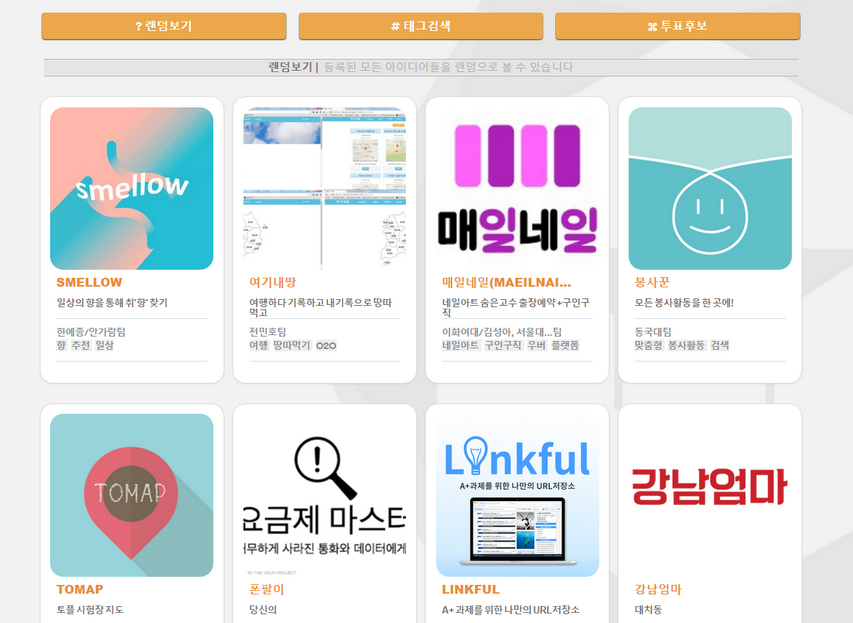 ? 랜덤보기
# 태그검색
⌘ 투표후보
랜덤보기 | 등록된 모든 아이디어들을 랜덤으로 볼 수 있습니다
smellow
매일네일
SMELLOW
여기내땅
매일네일(MAEILNAI...
봉사꾼
일상의 향을 통해 취'향' 찾기
여행하다 기록하고 내기록으로 땅따
먹고
네일아트 숨은고수 출장예약+구인구
직
모든 봉사활동을 한 곳에!
한예종/안가람팀
향 추천 일상
전민호팀
여행 땅따먹기 O2O
이화여대/김성아, 서울대...팀
네일아트 구인구직 우버 플랫폼
동국대팀
맞춤형 봉사활동 검색
TOMAP
요금제 마스터
무하게 사라진 통화와 데이터에게
"BY THE NOUN PROJECT
Linkful
A+과제를 위한 나만의 URL저장소
강남엄마
TOMAP
폰팔이
LINKFUL
강남엄마
토플 시험장 지도
당신의
A+ 과제를 위한 나만의 URL 저장소
대치동